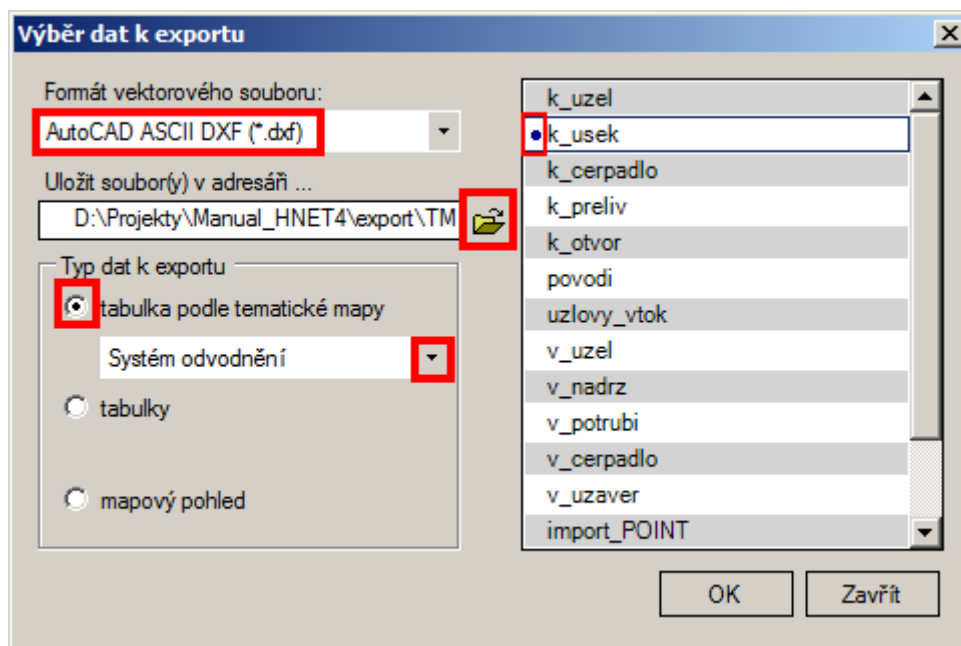 Výběr dat k exportu
Formát vektorového souboru:
AutoCAD ASCII DXF (*.dxf)
Uložit soubor(y) v adresáři ...
D:\Projekty\Manual_HNET4\export\TM
Typ dat k exportu
tabulka podle tematické mapy
Systém odvodnění
tabulky
mapový pohled
k_uzel
k_usek
k_cerpadlo
k_preliv
k_otvor
povodi
uzlovy_vtok
v_uzel
v_nadrz
v_potrubi
v_cerpadlo
v_uzaver
import_POINT
OK
Zavřít